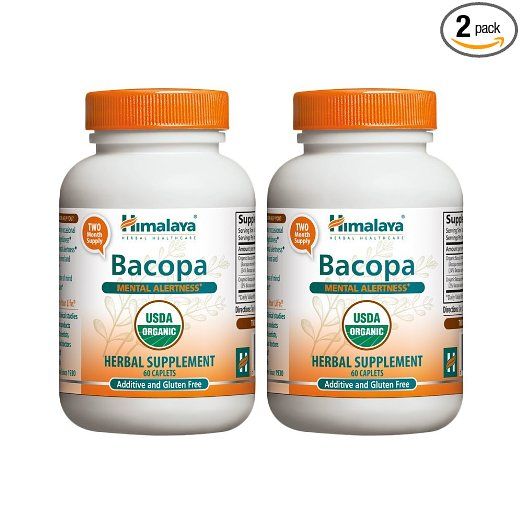 2 pack
Himalaya®
HERBAL HEALTHCARE
TWO
Month
Supply
Bacopa
MENTAL ALERTNESS*
USDA
ORGANIC
HERBAL SUPPLEMENT
60 CAPLETS
Additive and Gluten Free
Himalaya®
HERBAL HEALTHCARE
TWO
Month
Supply
Bacopa
MENTAL ALERTNESS*
USDA
ORGANIC
HERBAL SUPPLEMENT
60 CAPLETS
Additive and Gluten Free